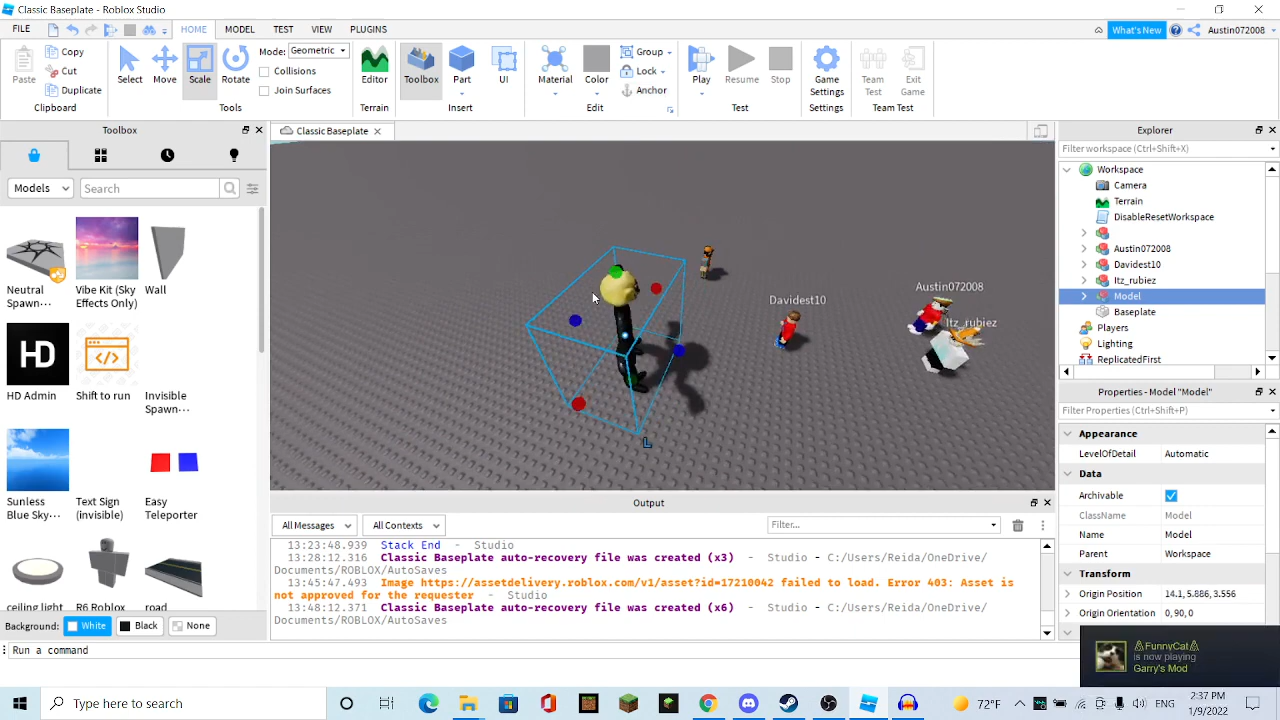 Classic Baseplate - Roblox Studio
FILE HOME MODEL TEST VIEW PLUGINS What's New Austin072008
Paste Copy Cut Duplicate Clipboard
Select Move Scale Rotate Mode: Geometric Collisions Join Surfaces Tools
Editor Terrain
Toolbox Part UI Insert
Material Color Group Lock Anchor Edit
Play Resume Stop Test
Game Settings Settings
Team Test Exit Game Team Test
Toolbox
Models Search
Neutral Spawn···
Vibe Kit (Sky Effects Only)
Wall
HD
HD Admin
Shift to run
Invisible Spawn···
Sunless Blue Sky···
Text Sign (invisible)
Easy Teleporter
ceiling light
R6 Roblox
road
Background: White Black None
Classic Baseplate
Davidest10
Austin072008
Itz_rubiez
L
Output
All Messages All Contexts Filter...
13:23:48.939 Stack End - Studio
13:28:12.316 Classic Baseplate auto-recovery file was created (x3) - Studio - C:/Users/Reida/OneDrive/
Documents/ROBLOX/AutoSaves
13:45:47.493 Image https://assetdelivery.roblox.com/v1/asset?id=17210042 failed to load. Error 403: Asset is
not approved for the requester - Studio
13:48:12.371 Classic Baseplate auto-recovery file was created (x6) - Studio - C:/Users/Reida/OneDrive/
Documents/ROBLOX/AutoSaves
Run a command
Explorer
Filter workspace (Ctrl+Shift+X)
Workspace
Camera
Terrain
DisableResetWorkspace
Austin072008
Davidest10
Itz_rubiez
Model
Baseplate
Players
Lighting
ReplicatedFirst
Properties - Model "Model"
Filter Properties (Ctrl+Shift+P)
Appearance
LevelOfDetail Automatic
Data
Archivable
ClassName Model
Name Model
Parent Workspace
Transform
Origin Position 14.1, 5.886, 3.556
Origin Orientation 0, 90, 0
FunnyCat
is now playing
Garry's Mod
Type here to search
72°F
2:37 PM
1/9/2022